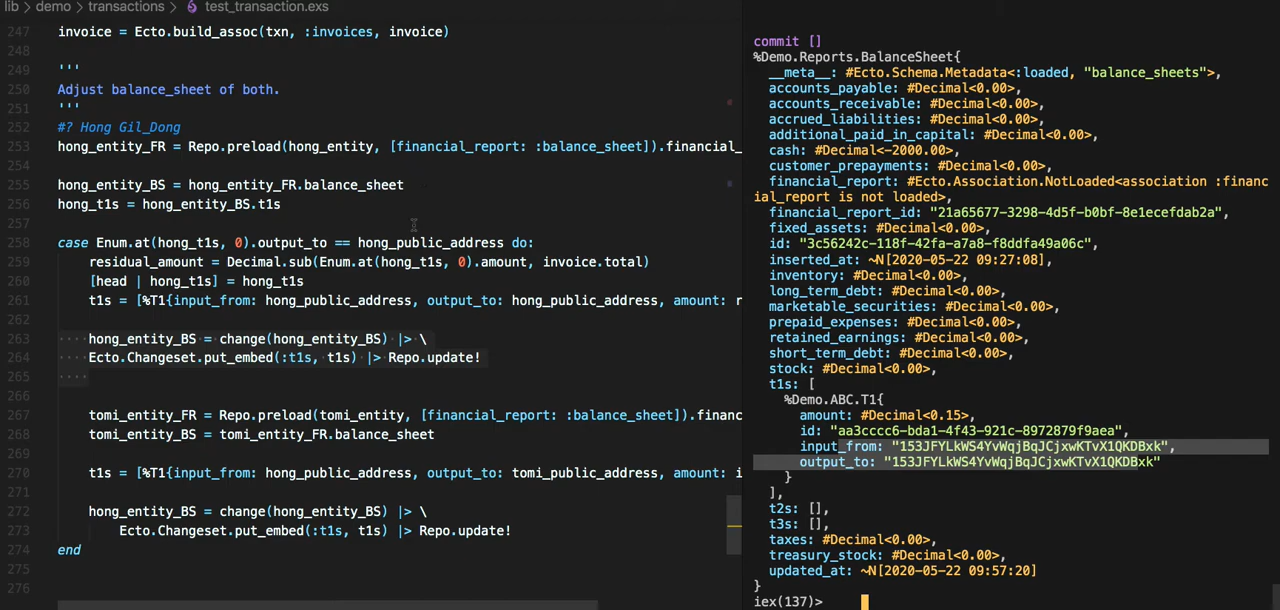 lib > demo > transactions > test_transaction.exs
247 invoice = Ecto.build_assoc(txn, :invoices, invoice)
248
249 '''
250 Adjust balance_sheet of both.
251 '''
252 #? Hong Gil_Dong
253 hong_entity_FR = Repo.preload(hong_entity, [financial_report: :balance_sheet]).financial_
254
255 hong_entity_BS = hong_entity_FR.balance_sheet
256 hong_t1s = hong_entity_BS.t1s
257
258 case Enum.at(hong_t1s, 0).output_to == hong_public_address do:
259 residual_amount = Decimal.sub(Enum.at(hong_t1s, 0).amount, invoice.total)
260 [head | hong_t1s] = hong_t1s
261 t1s = [%T1{input_from: hong_public_address, output_to: hong_public_address, amount: r
262
263 hong_entity_BS = change(hong_entity_BS) |> \
264 Ecto.Changeset.put_embed(:t1s, t1s) |> Repo.update!
265
266
267 tomi_entity_FR = Repo.preload(tomi_entity, [financial_report: :balance_sheet]).financ
268 tomi_entity_BS = tomi_entity_FR.balance_sheet
269
270 t1s = [%T1{input_from: hong_public_address, output_to: tomi_public_address, amount: i
271
272 hong_entity_BS = change(hong_entity_BS) |> \
273 Ecto.Changeset.put_embed(:t1s, t1s) |> Repo.update!
274 end
275
276
commit []
%Demo.Reports.BalanceSheet{
__meta__: #Ecto.Schema.Metadata<:loaded, "balance_sheets">,
accounts_payable: #Decimal<0.00>,
accounts_receivable: #Decimal<0.00>,
accrued_liabilities: #Decimal<0.00>,
additional_paid_in_capital: #Decimal<0.00>,
cash: #Decimal<-2000.00>,
customer_prepayments: #Decimal<0.00>,
financial_report: #Ecto.Association.NotLoaded<association :financ
ial_report is not loaded>,
financial_report_id: "21a65677-3298-4d5f-b0bf-8e1ecefdab2a",
fixed_assets: #Decimal<0.00>,
id: "3c56242c-118f-42fa-a7a8-f8ddfa49a06c",
inserted_at: ~N[2020-05-22 09:27:08],
inventory: #Decimal<0.00>,
long_term_debt: #Decimal<0.00>,
marketable_securities: #Decimal<0.00>,
prepaid_expenses: #Decimal<0.00>,
retained_earnings: #Decimal<0.00>,
short_term_debt: #Decimal<0.00>,
stock: #Decimal<0.00>,
t1s: [
%Demo.ABC.T1{
amount: #Decimal<0.15>,
id: "aa3cccc6-bda1-4f43-921c-8972879f9aea",
input_from: "153JFYLkWS4YvWqjBqJCjxwKTvX1QKDBxk",
output_to: "153JFYLkWS4YvWqjBqJCjxwKTvX1QKDBxk"
}
],
t2s: [],
t3s: [],
taxes: #Decimal<0.00>,
treasury_stock: #Decimal<0.00>,
updated_at: ~N[2020-05-22 09:57:20]
}
iex(137)>